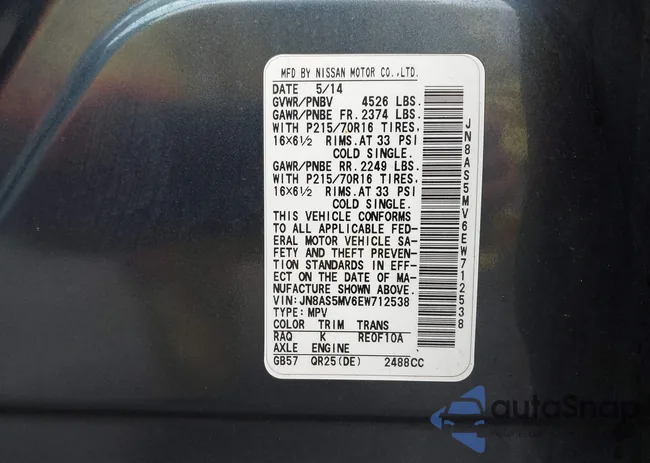 MFD BY NISSAN MOTOR CO.,LTD.
DATE 5/14
GVWR/PNBV 4526 LBS.
GAWR/PNBE FR. 2374 LBS.
WITH P215/70R16 TIRES,
16×6½ RIMS.AT 33 PSI
COLD SINGLE.
GAWR/PNBE RR. 2249 LBS.
WITH P215/70R16 TIRES,
16×6½ RIMS.AT 33 PSI
COLD SINGLE.
THIS VEHICLE CONFORMS
TO ALL APPLICABLE FED-
ERAL MOTOR VEHICLE SA-
FETY AND THEFT PREVEN-
TION STANDARDS IN EFF-
ECT ON THE DATE OF MA-
NUFACTURE SHOWN ABOVE.
VIN: JN8AS5MV6EW712538
TYPE: MPV
COLOR TRIM TRANS
RAQ K RE0F10A
AXLE ENGINE
GB57 QR25(DE) 2488CC
JN8AS5MV6EW712538
autoSnap